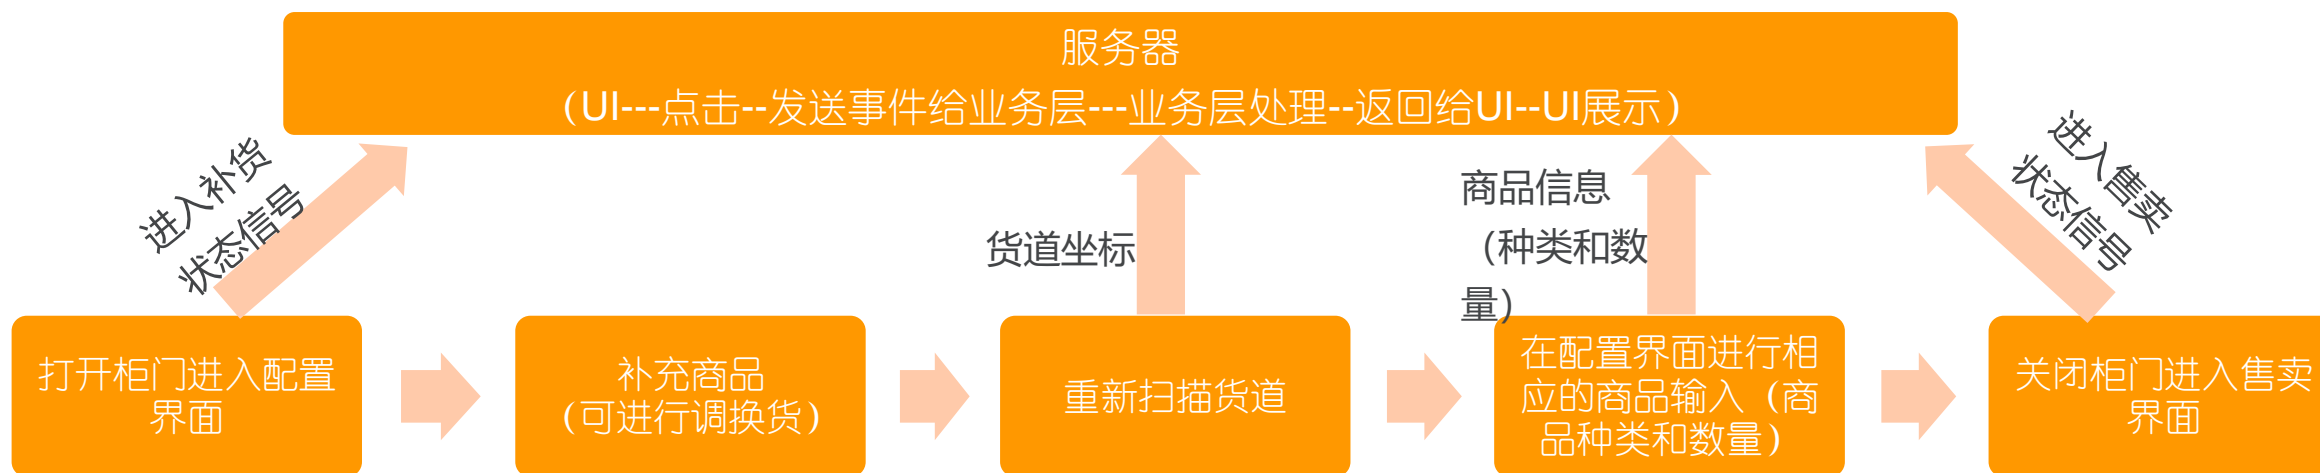 服务器
（UI---点击--发送事件给业务层---业务层处理--返回给UI--UI展示）
进入补货
状态信号
货道坐标
商品信息
（种类和数
量）
进入售卖
状态信号
打开柜门进入配置
界面
补充商品
（可进行调换货）
重新扫描货道
在配置界面进行相
应的商品输入（商
品种类和数量）
关闭柜门进入售卖
界面